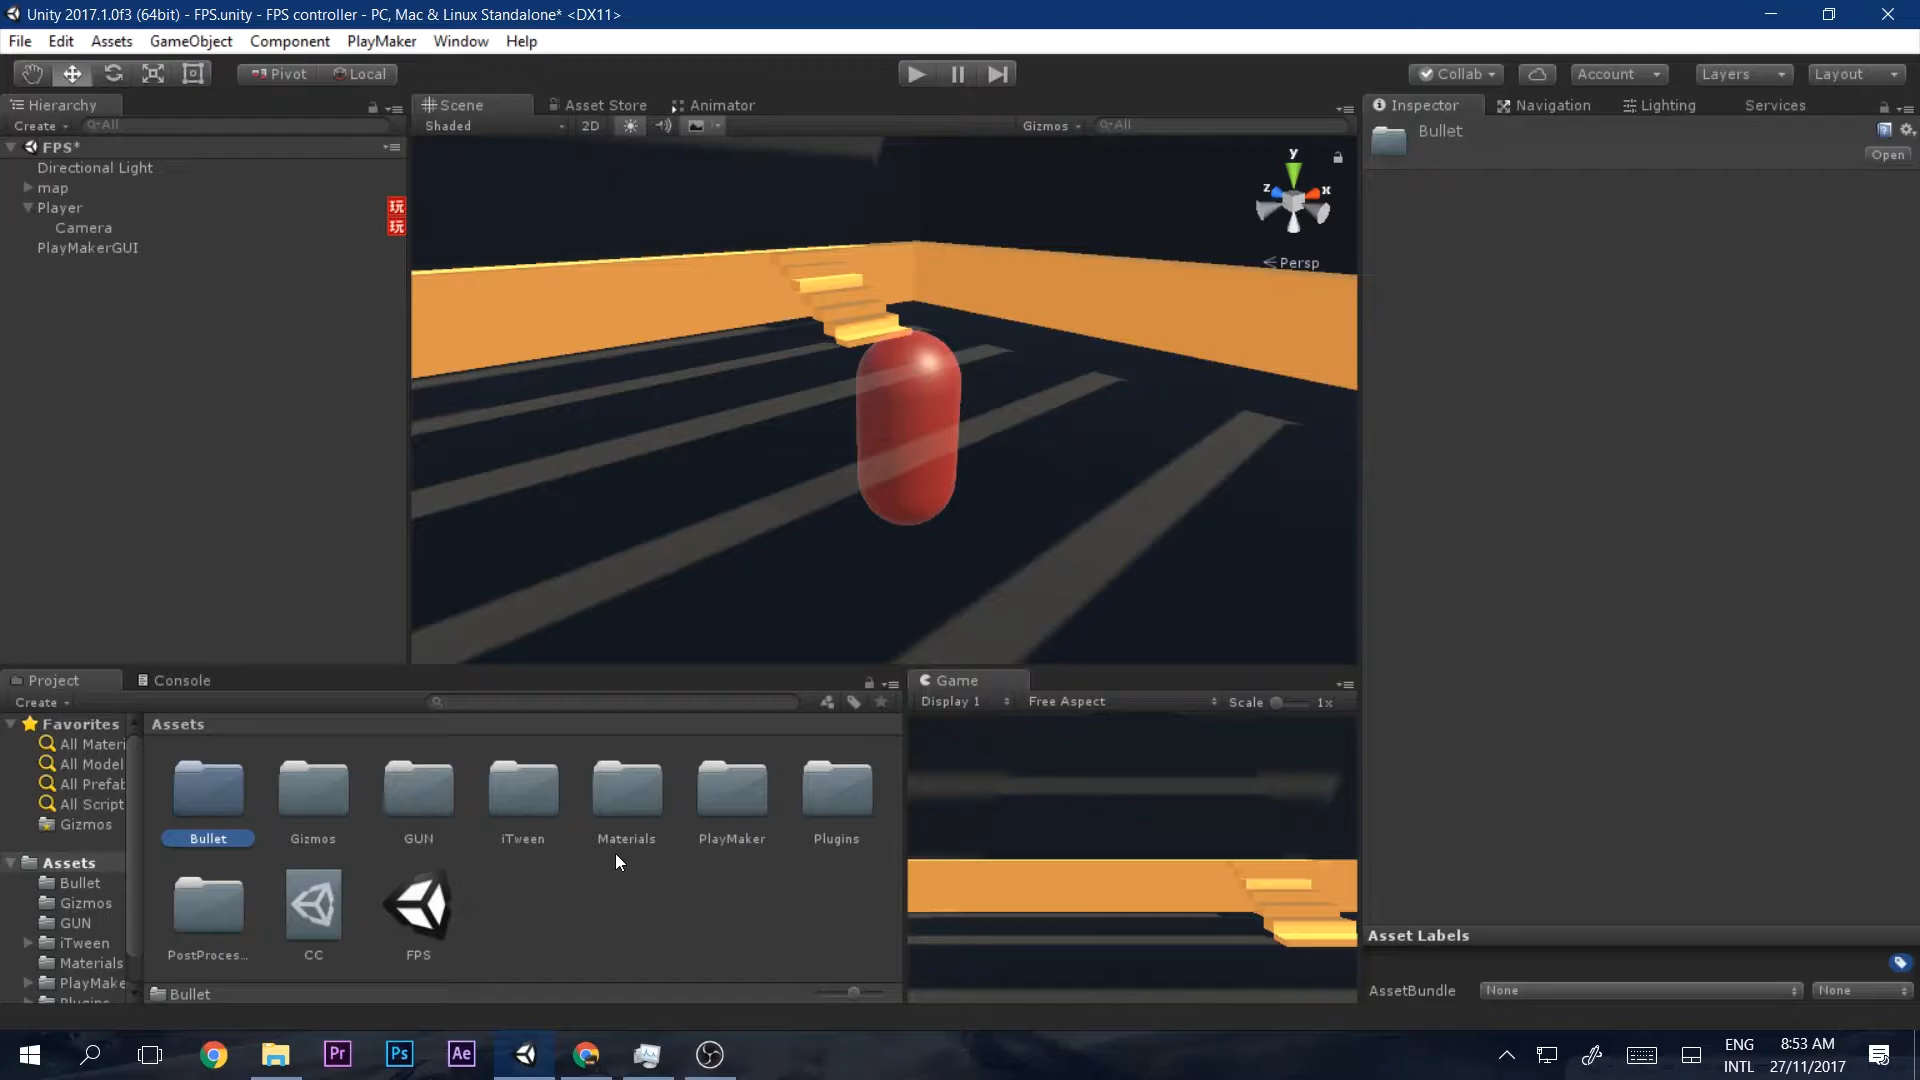 Unity 2017.1.0f3 (64bit) - FPS.unity - FPS controller - PC, Mac & Linux Standalone* <DX11>
File Edit Assets GameObject Component PlayMaker Window Help
Pivot Local Collab Account Layers Layout
Hierarchy
Create All
FPS*
Directional Light
map
Player 玩
Camera 玩
PlayMakerGUI
Scene Asset Store Animator
Shaded 2D Gizmos All
y
z x
Persp
Inspector Navigation Lighting Services
Bullet
Open
Project Console
Create
Favorites
All Materi
All Model
All Prefab
All Script
Gizmos
Assets
Bullet
Gizmos
GUN
iTween
Materials
PlayMake
Plugins
Assets
Bullet Gizmos GUN iTween Materials PlayMaker Plugins
PostProces... CC FPS
Bullet
Game
Display 1 Free Aspect Scale 1x
Asset Labels
AssetBundle None None
Pr Ps Ae
ENG
INTL
8:53 AM
27/11/2017